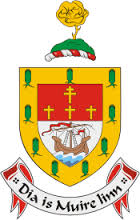 :: Dia is Muire linn ::